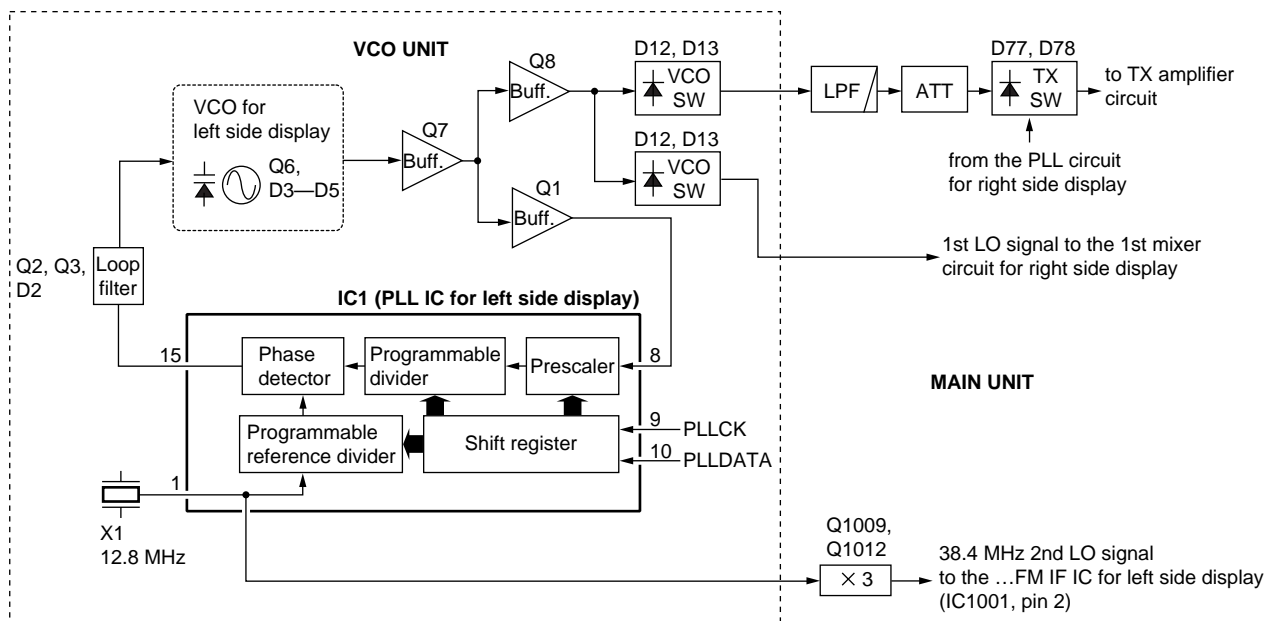 VCO UNIT
VCO for
left side display
Q6,
D3—D5
Q7
Buff.
Q8
Buff.
Q1
Buff.
D12, D13
VCO
SW
D12, D13
VCO
SW
LPF
ATT
D77, D78
TX
SW
to TX amplifier
circuit
from the PLL circuit
for right side display
1st LO signal to the 1st mixer
circuit for right side display
Q2, Q3,
D2
Loop
filter
IC1 (PLL IC for left side display)
15
Phase
detector
Programmable
divider
Prescaler
8
Programmable
reference divider
Shift register
9
PLLCK
10
PLLDATA
MAIN UNIT
1
X1
12.8 MHz
Q1009,
Q1012
× 3
38.4 MHz 2nd LO signal
to the ...FM IF IC for left side display
(IC1001, pin 2)